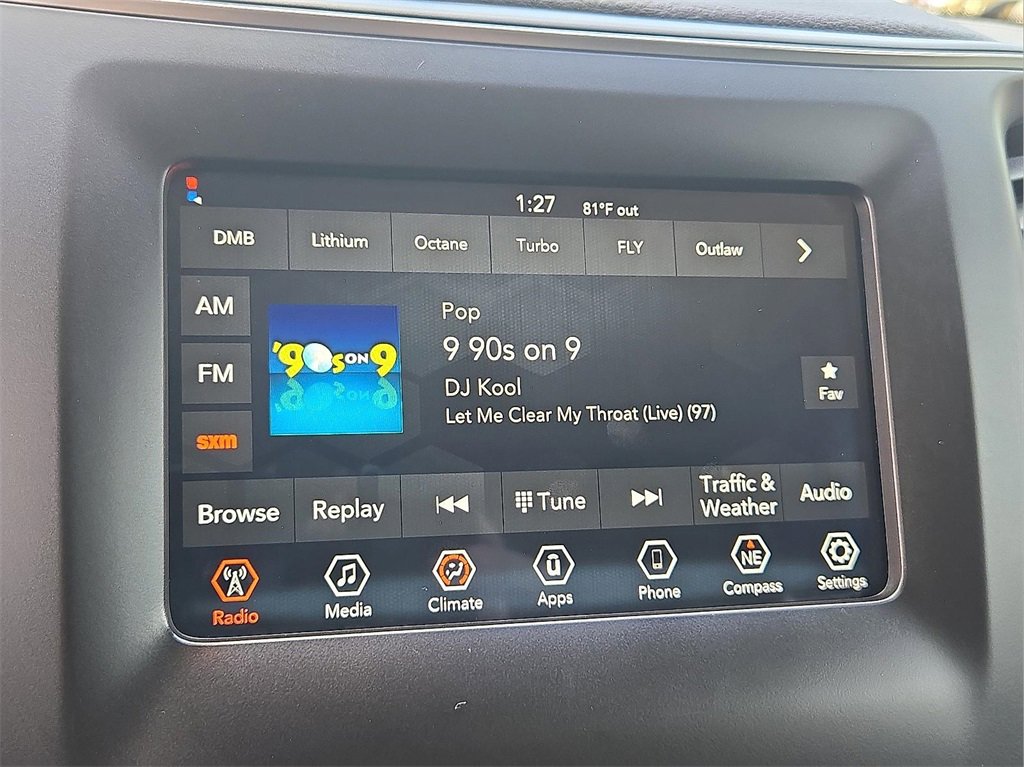 1:27 81°F out
DMB Lithium Octane Turbo FLY Outlaw
AM
FM
sxm
'90s ON 9
Pop
9 90s on 9
DJ Kool
Let Me Clear My Throat (Live) (97)
Fav
Browse Replay Tune Traffic &
Weather Audio
Radio Media Climate
û Apps
Phone
NE Compass
Settings